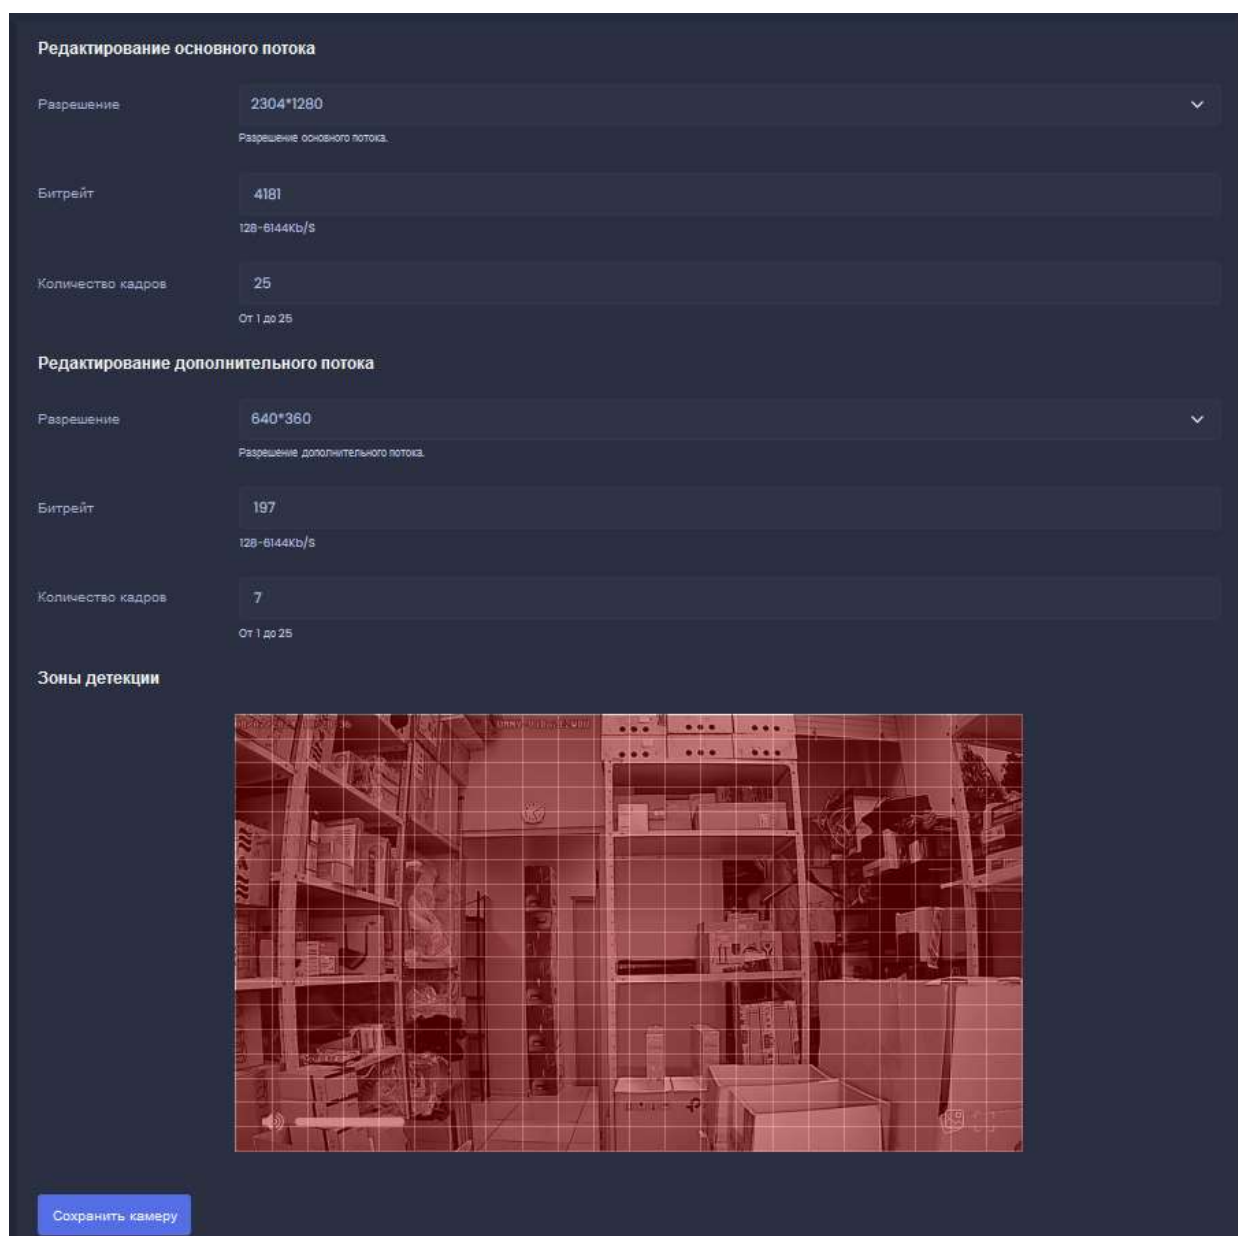 Редактирование основного потока
Разрешение
2304*1280
Разрешение основного потока.
Битрейт
4181
128-6144Kb/S
Количество кадров
25
От 1 до 25
Редактирование дополнительного потока
Разрешение
640*360
Разрешение дополнительного потока.
Битрейт
197
128-6144Kb/S
Количество кадров
7
От 1 до 25
Зоны детекции
Сохранить камеру